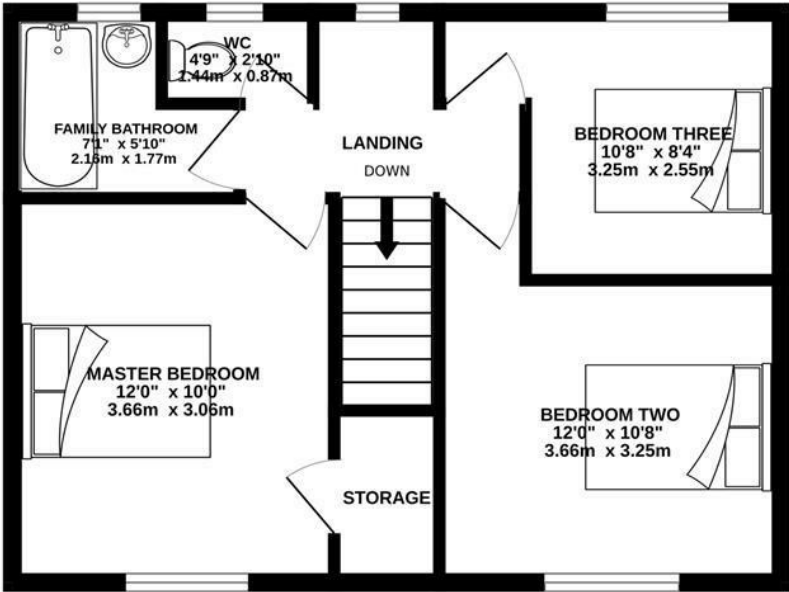 WC
4'9" x 2'10"
1.44m x 0.87m
FAMILY BATHROOM
7'1" x 5'10"
2.16m x 1.77m
LANDING
DOWN
BEDROOM THREE
10'8" x 8'4"
3.25m x 2.55m
MASTER BEDROOM
12'0" x 10'0"
3.66m x 3.06m
BEDROOM TWO
12'0" x 10'8"
3.66m x 3.25m
STORAGE